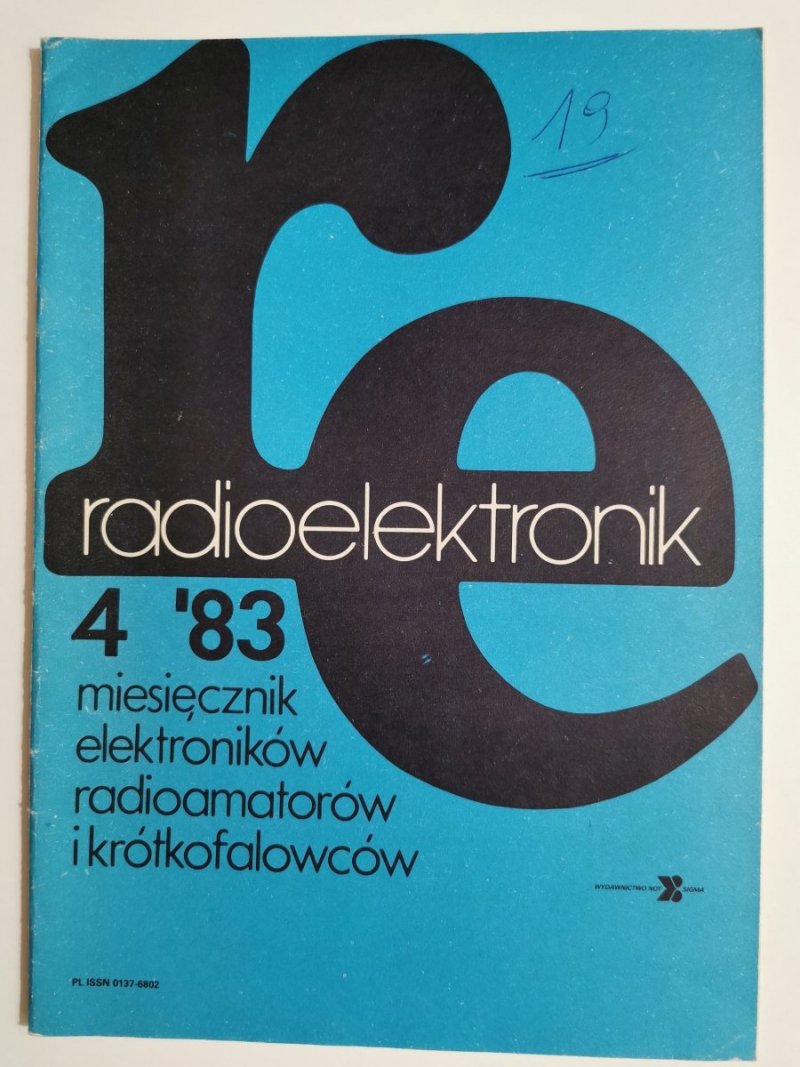 re
19
radioelektronik
4 '83
miesięcznik
elektroników
radioamatorów
i krótkofalowców
WYDAWNICTWO NOT SIGMA
PL ISSN 0137-6802